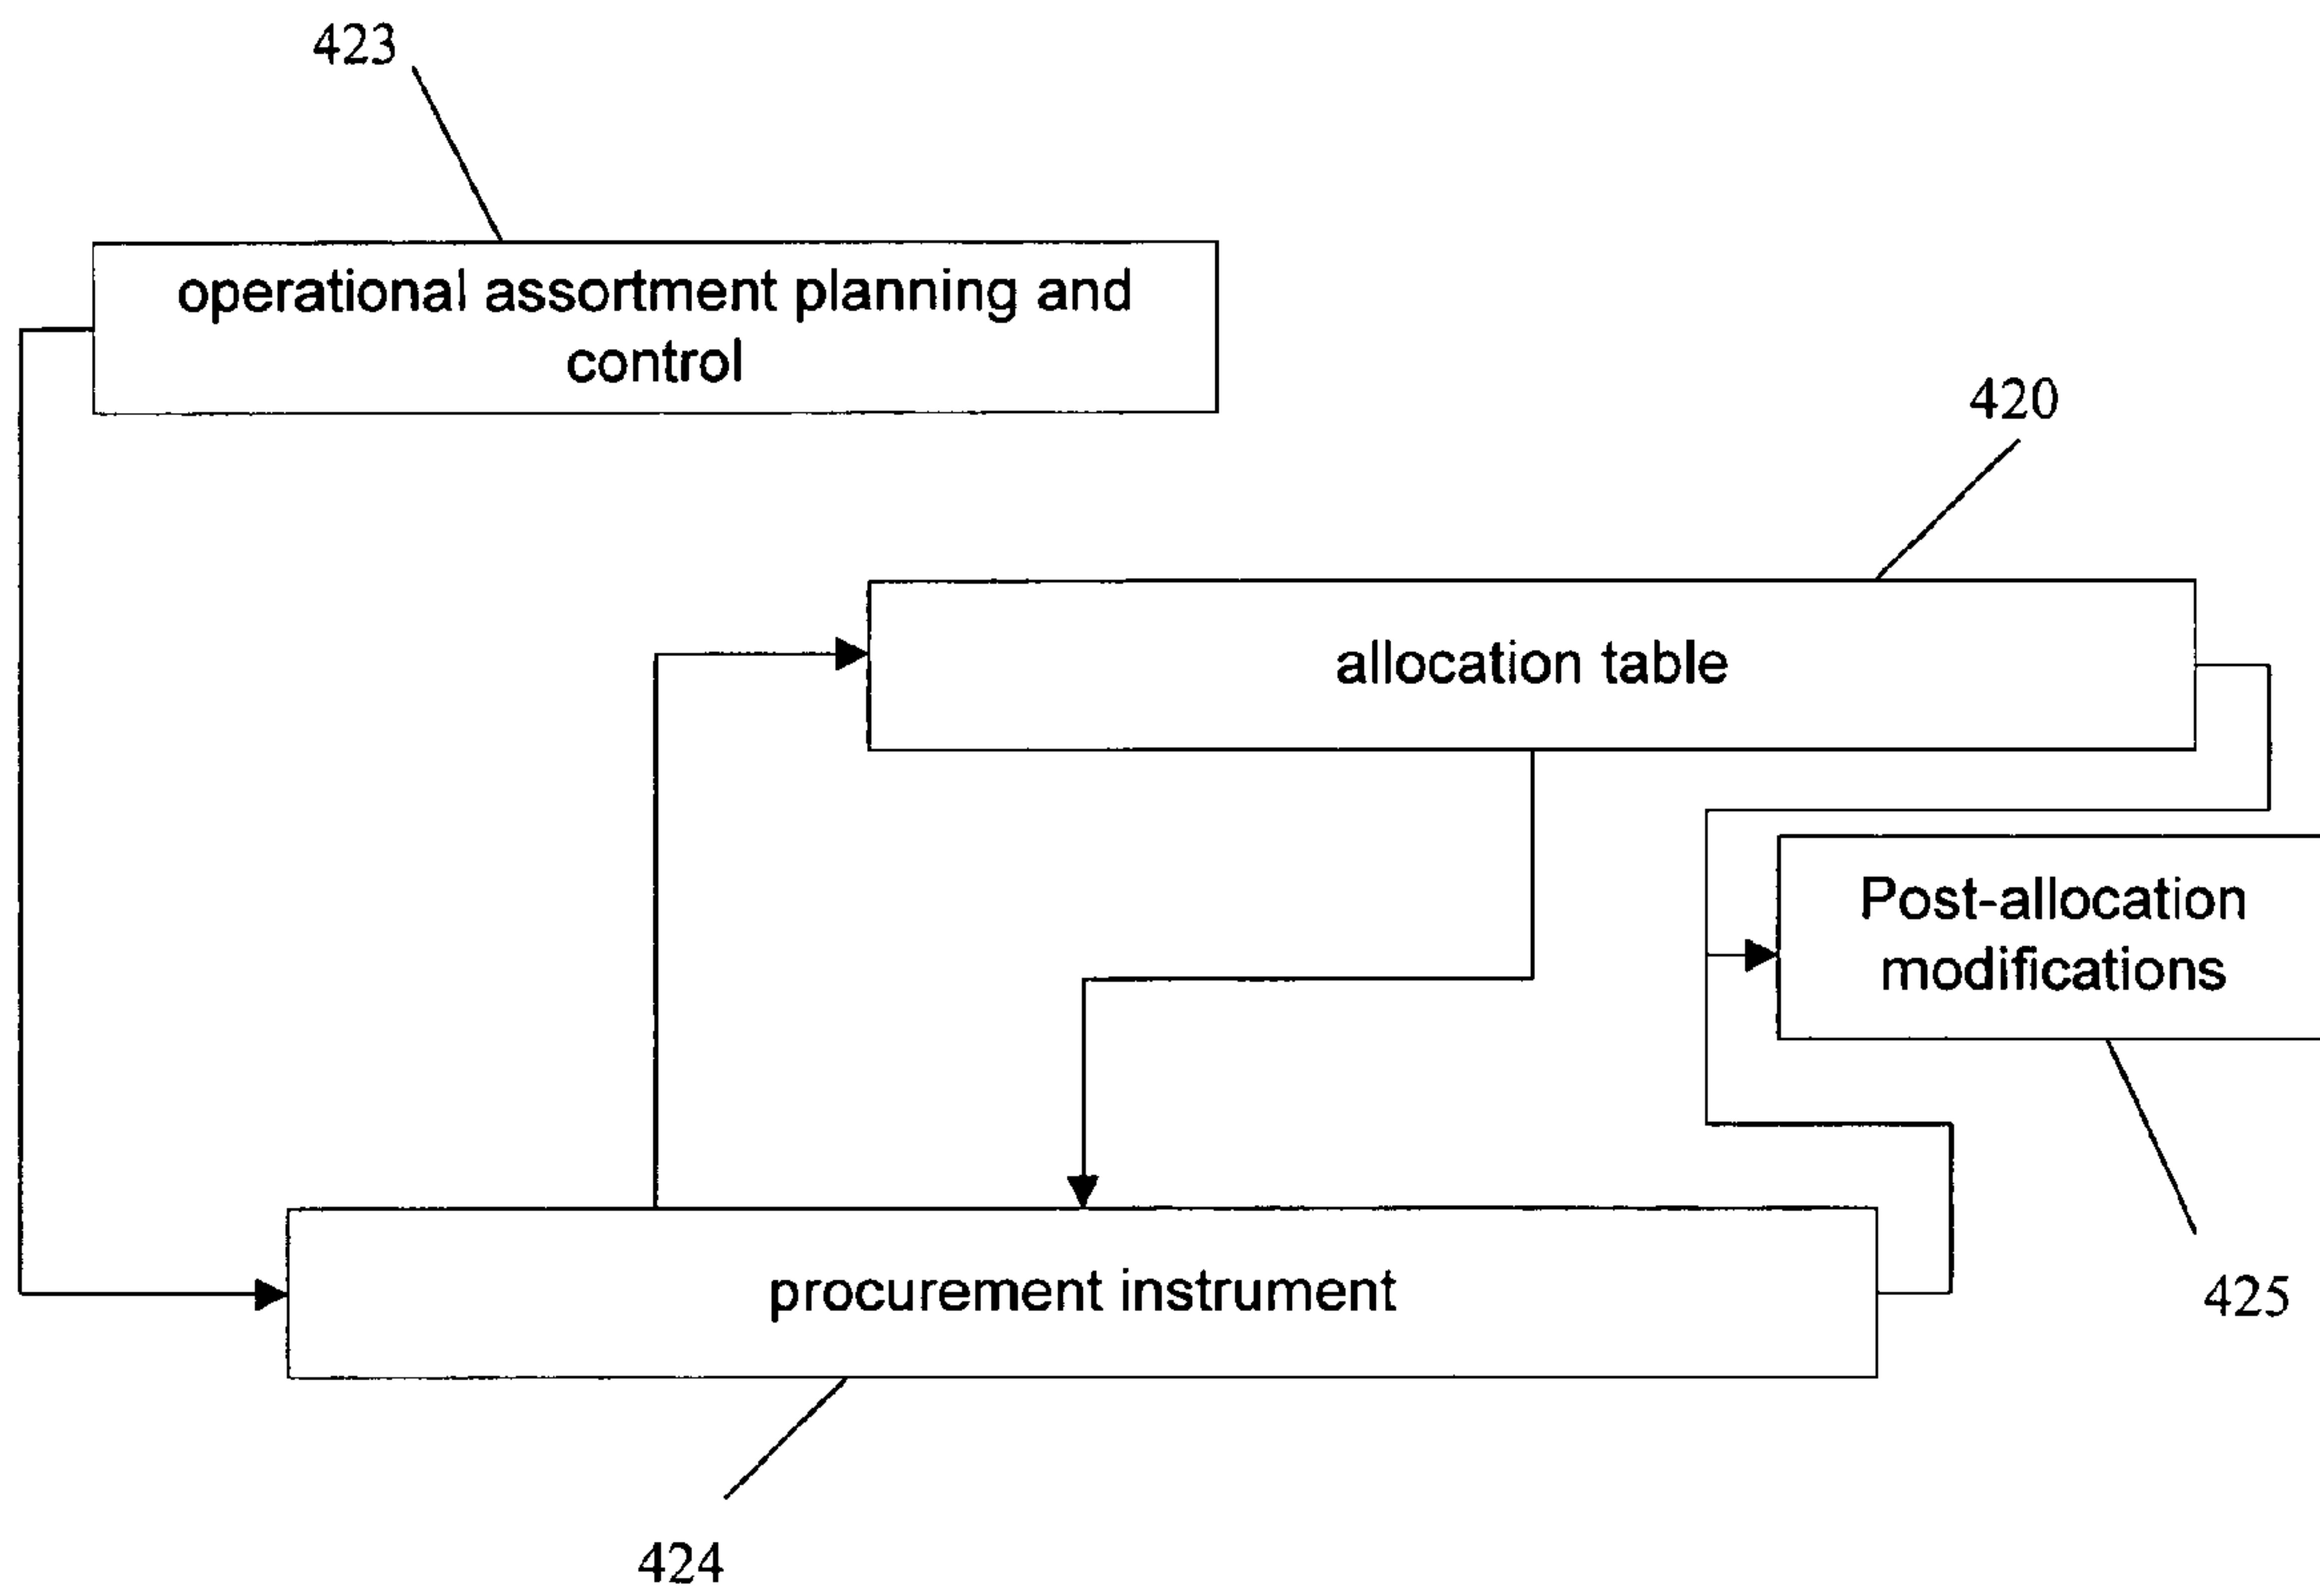 423
operational assortment planning and
control
420
allocation table
Post-allocation
modifications
procurement instrument
425
424